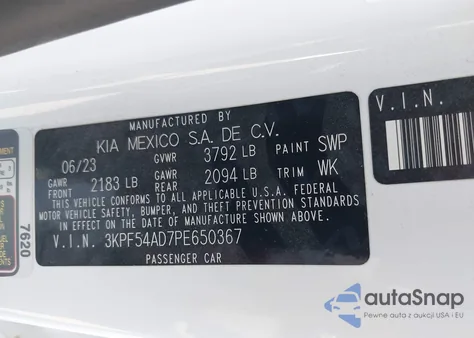 MANUFACTURED BY
KIA MEXICO S.A. DE C.V.
06/23 GVWR 3792 LB PAINT SWP
GAWR FRONT 2183 LB GAWR REAR 2094 LB TRIM WK
THIS VEHICLE CONFORMS TO ALL APPLICABLE U.S.A. FEDERAL
MOTOR VEHICLE SAFETY, BUMPER, AND THEFT PREVENTION
STANDARDS IN EFFECT ON THE DATE OF MANUFACTURE SHOWN ABOVE.
V.I.N. 3KPF54AD7PE650367
PASSENGER CAR
V.I.N.
7620
autoSnap
Pewne auta z aukcji USA i EU